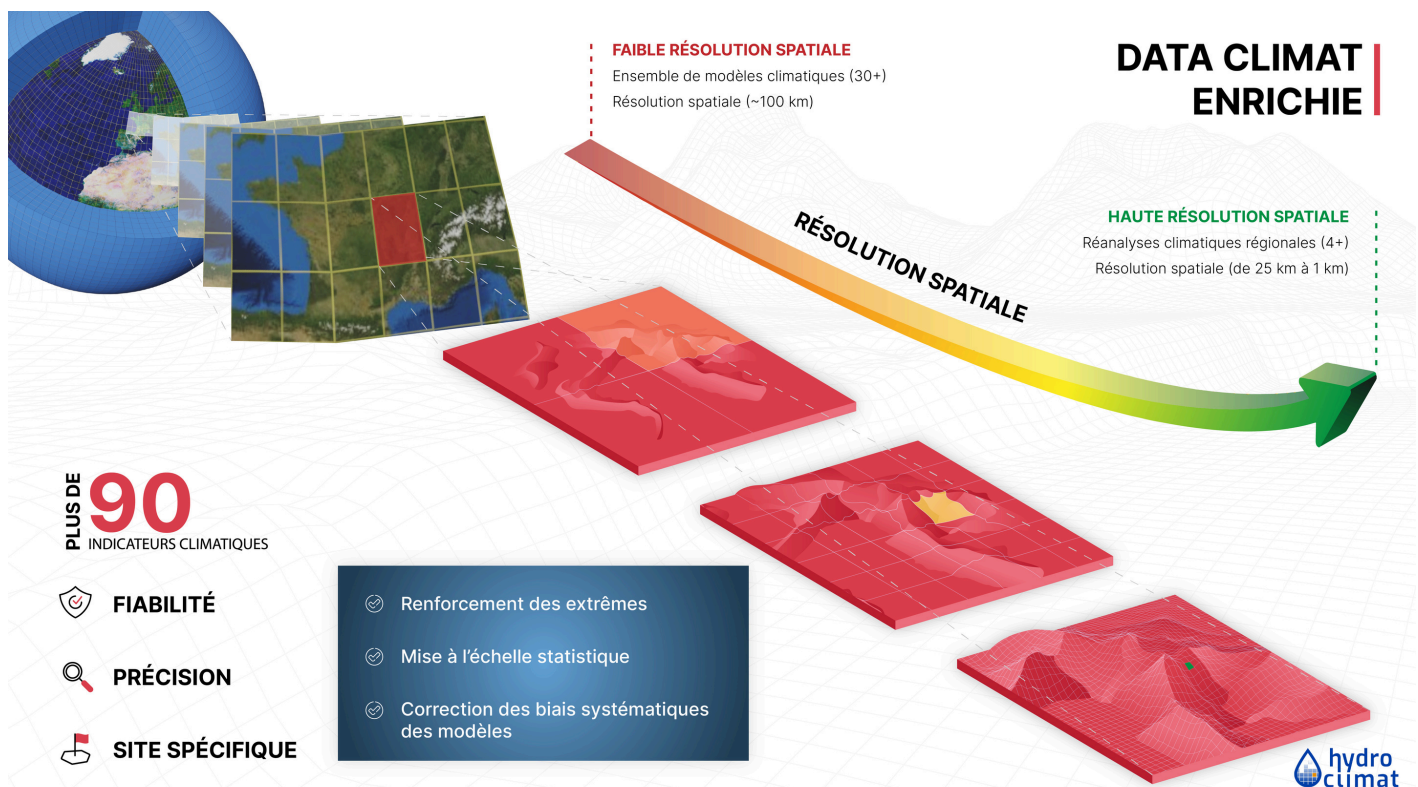 FAIBLE RÉSOLUTION SPATIALE
Ensemble de modèles climatiques (30+)
Résolution spatiale (~100 km)
DATA CLIMAT
ENRICHIE
HAUTE RÉSOLUTION SPATIALE
Réanalyses climatiques régionales (4+)
Résolution spatiale (de 25 km à 1 km)
RÉSOLUTION SPATIALE
PLUS DE
90
INDICATEURS CLIMATIQUES
FIABILITÉ
PRÉCISION
SITE SPÉCIFIQUE
Renforcement des extrêmes
Mise à l'échelle statistique
Correction des biais systématiques
des modèles
hydro
climat